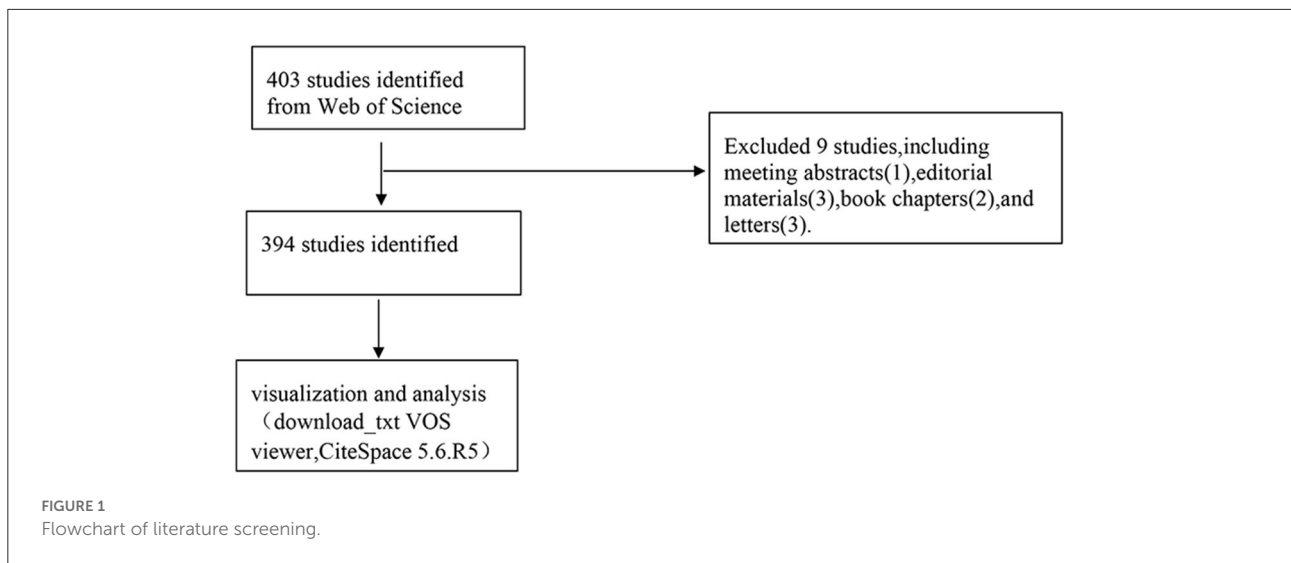 403 studies identified
from Web of Science
Excluded 9 studies,including
meeting abstracts(1),editorial
materials(3),book chapters(2),and
letters(3).
394 studies identified
visualization and analysis
（download_txt VOS
viewer,CiteSpace 5.6.R5）
FIGURE 1
Flowchart of literature screening.